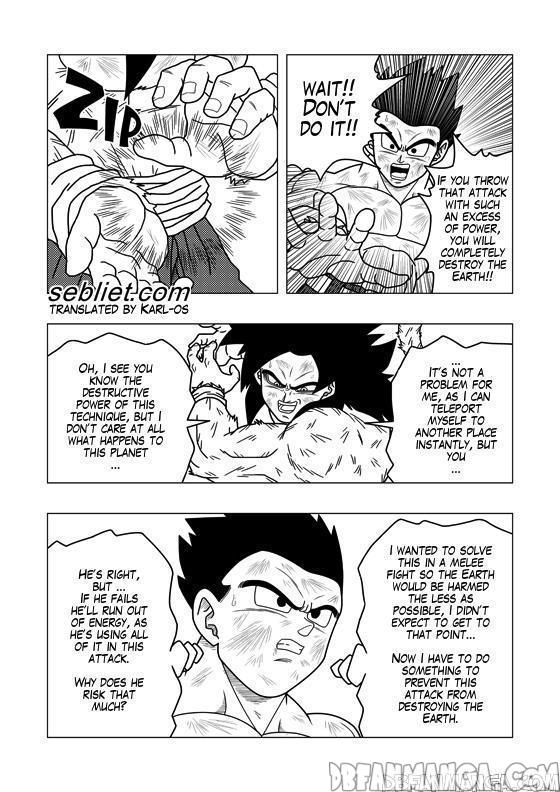 ZIP
WAIT!!
DON'T
DO IT!!
IF YOU THROW
THAT ATTACK
WITH SUCH
AN EXCESS
OF POWER,
YOU WILL
COMPLETELY
DESTROY THE
EARTH!!
sebliet.com
TRANSLATED BY KARL-OS
OH, I SEE YOU
KNOW THE
DESTRUCTIVE
POWER OF THIS
TECHNIQUE, BUT I
DON'T CARE AT ALL
WHAT HAPPENS TO
THIS PLANET
...
...
IT'S NOT A
PROBLEM FOR
ME, AS I CAN
TELEPORT
MYSELF TO
ANOTHER PLACE
INSTANTLY, BUT
YOU
...
HE'S RIGHT,
BUT ...
IF HE FAILS
HE'LL RUN OUT
OF ENERGY, AS
HE'S USING ALL
OF IT IN THIS
ATTACK.
WHY DOES HE
RISK THAT
MUCH?
I WANTED TO SOLVE
THIS IN A MELEE
FIGHT SO THE EARTH
WOULD BE HARMED
THE LESS AS
POSSIBLE, I DIDN'T
EXPECT TO GET TO
THAT POINT...
NOW I HAVE TO DO
SOMETHING TO
PREVENT THIS
ATTACK FROM
DESTROYING THE
EARTH.
DBFANMANGA.COM